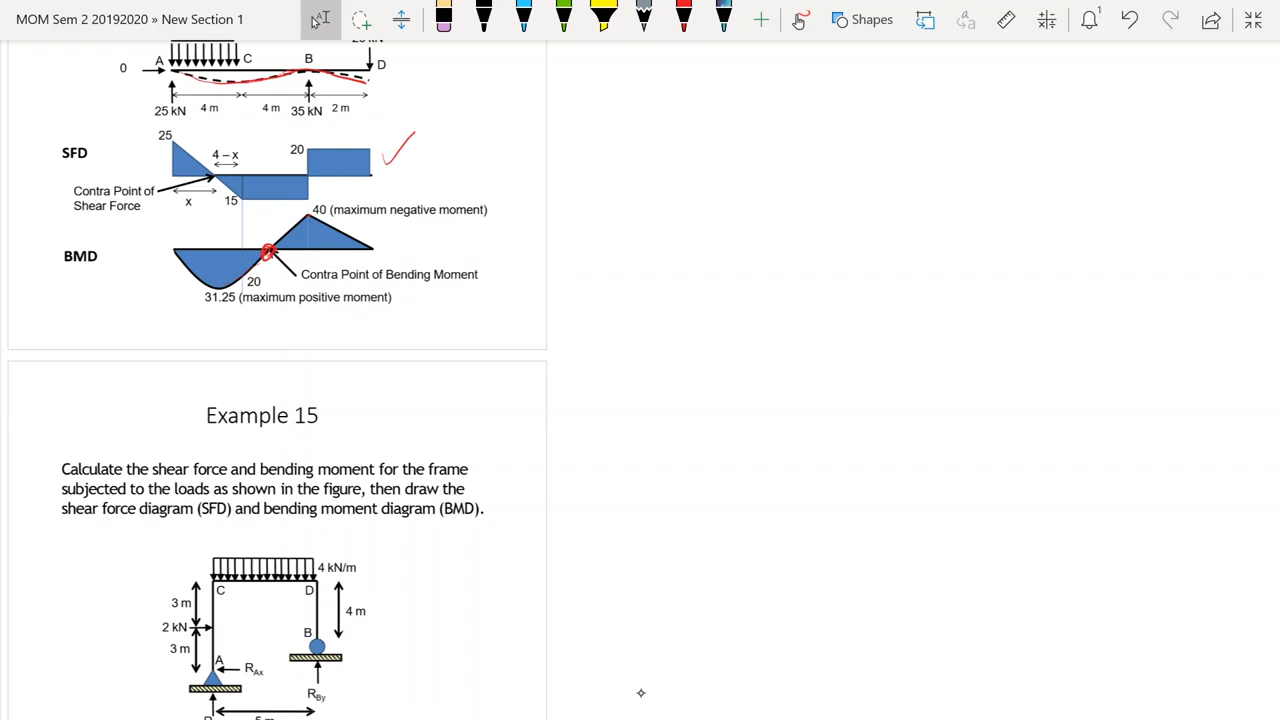 MOM Sem 2 20192020 » New Section 1
Shapes
1
A
C
B
D
0
25 kN
4 m
4 m
35 kN
2 m
25
SFD
4 – x
20
Contra Point of
Shear Force
x
15
40 (maximum negative moment)
BMD
Contra Point of Bending Moment
20
31.25 (maximum positive moment)
Example 15
Calculate the shear force and bending moment for the frame
subjected to the loads as shown in the figure, then draw the
shear force diagram (SFD) and bending moment diagram (BMD).
4 kN/m
C
D
3 m
4 m
2 kN
B
3 m
A
RAx
RBy